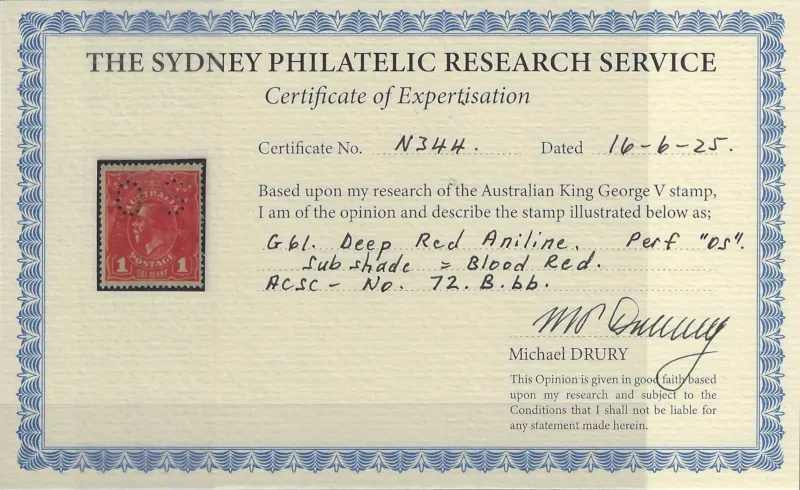 THE SYDNEY PHILATELIC RESEARCH SERVICE
Certificate of Expertisation
Certificate No. N344. Dated 16-6-25.
Based upon my research of the Australian King George V stamp,
I am of the opinion and describe the stamp illustrated below as;
G61. Deep Red Aniline. Perf "OS".
Sub shade = Blood Red.
ACSC - No. 72.B.bb.
AUSTRALIA
POSTAGE
1 ONE PENNY 1
Michael DRURY
This Opinion is given in good faith based
upon my research and subject to the
Conditions that I shall not be liable for
any statement made herein.